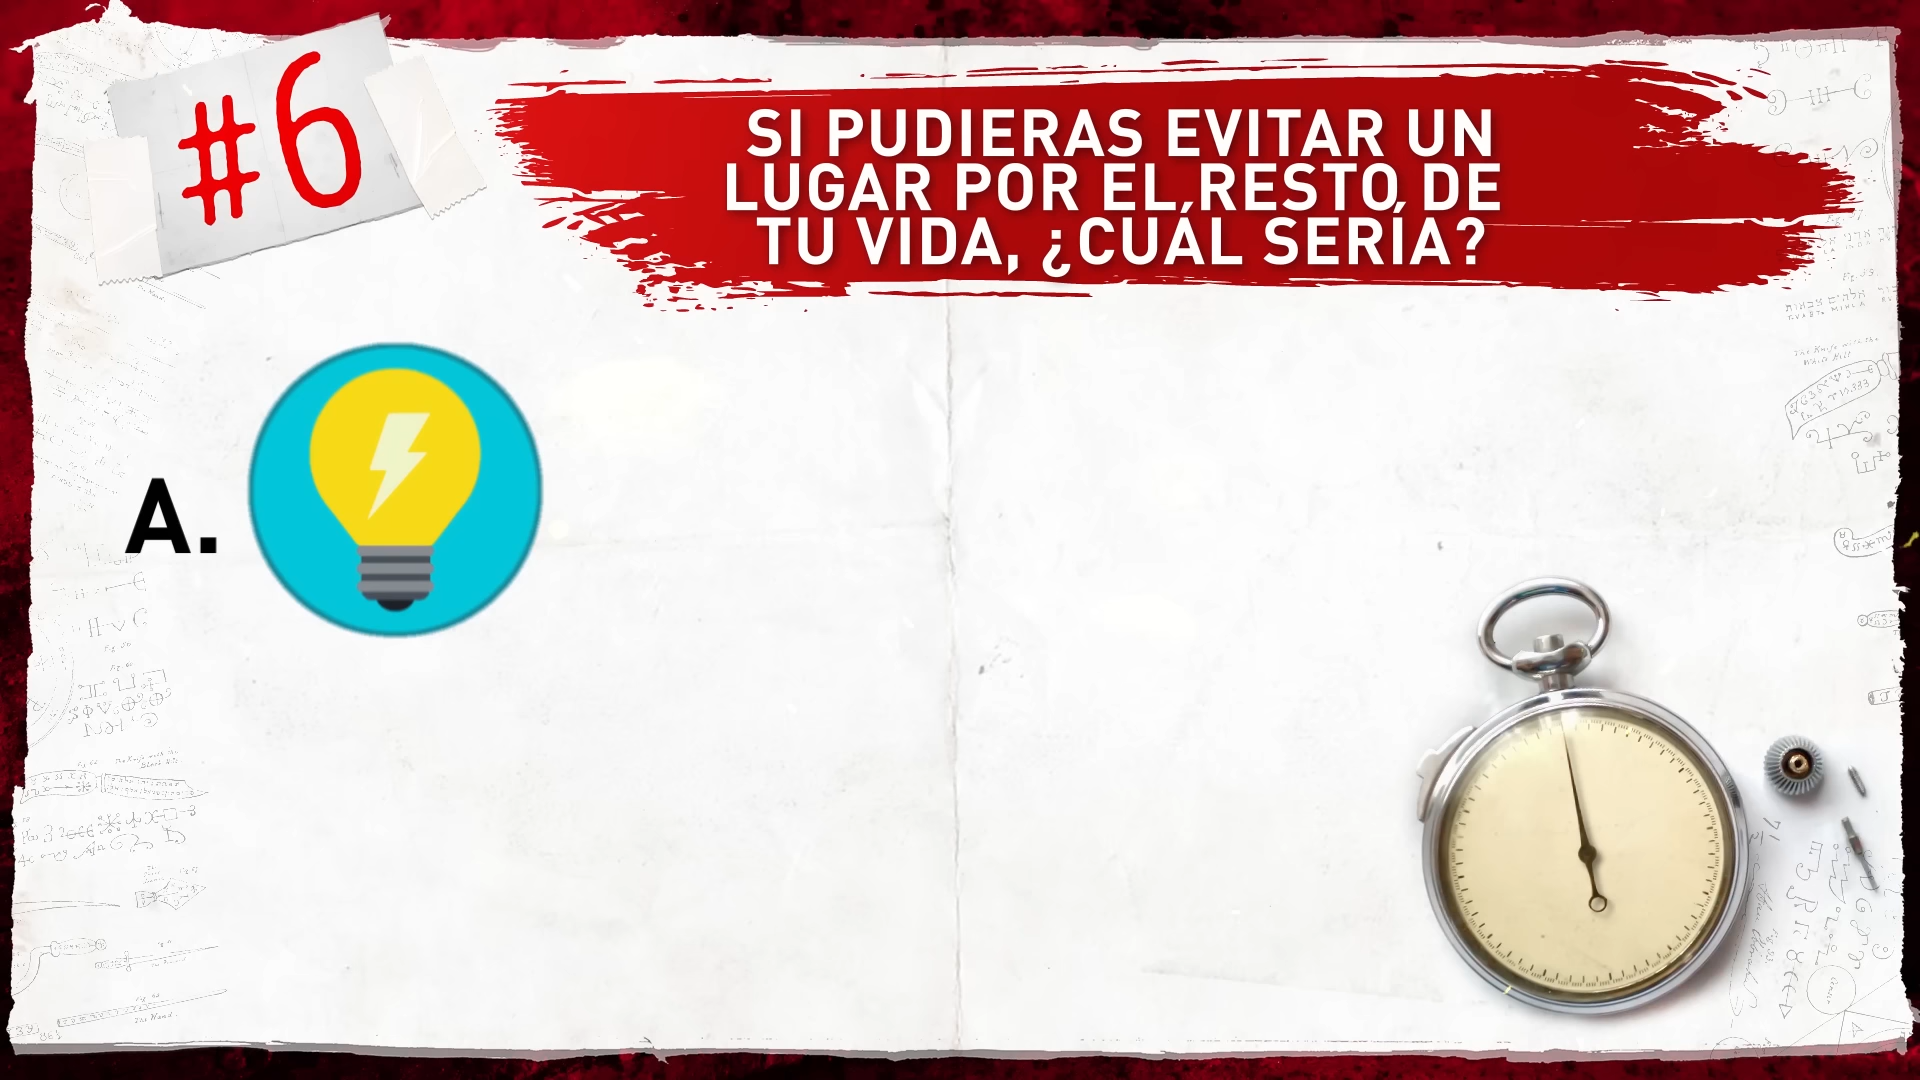 #6
SI PUDIERAS EVITAR UN
LUGAR POR EL RESTO DE
TU VIDA, ¿CUÁL SERÍA?
A.